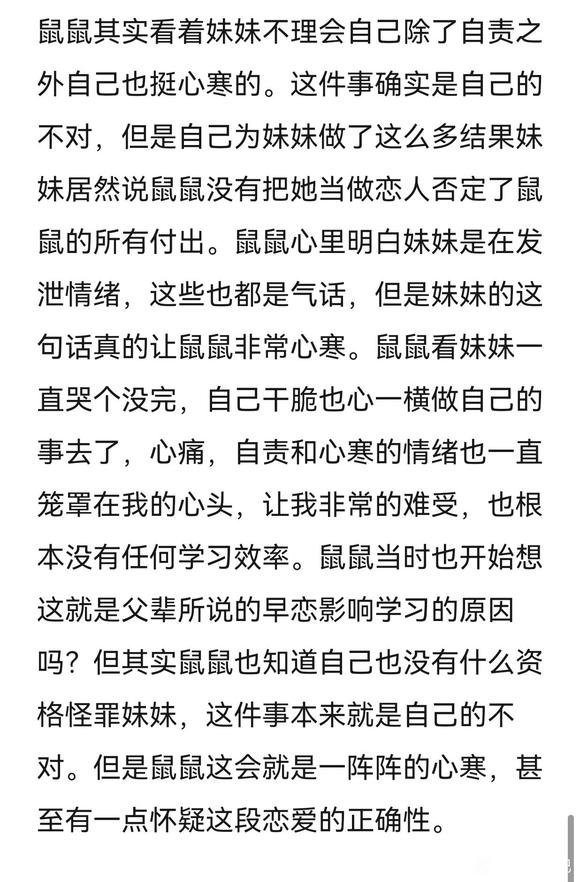 鼠鼠其实看着妹妹不理会自己除了自责之
外自己也挺心寒的。这件事确实是自己的
不对，但是自己为妹妹做了这么多结果妹
妹居然说鼠鼠没有把她当做恋人否定了鼠
鼠的所有付出。鼠鼠心里明白妹妹是在发
泄情绪，这些也都是气话，但是妹妹的这
句话真的让鼠鼠非常心寒。鼠鼠看妹妹一
直哭个没完，自己干脆也心一横做自己的
事去了，心痛，自责和心寒的情绪也一直
笼罩在我的心头，让我非常的难受，也根
本没有任何学习效率。鼠鼠当时也开始想
这就是父辈所说的早恋影响学习的原因
吗？但其实鼠鼠也知道自己也没有什么资
格怪罪妹妹，这件事本来就是自己的不
对。但是鼠鼠这会就是一阵阵的心寒，甚
至有一点怀疑这段恋爱的正确性。